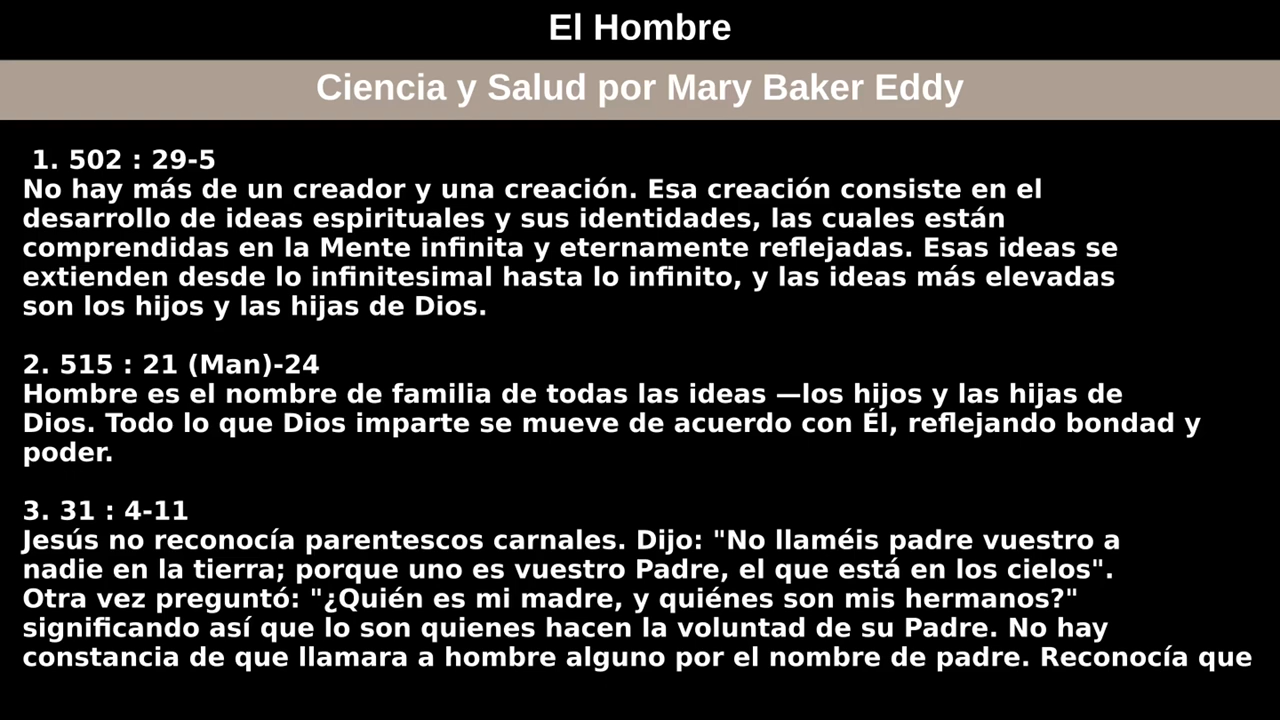 El Hombre
Ciencia y Salud por Mary Baker Eddy
1. 502 : 29-5
No hay más de un creador y una creación. Esa creación consiste en el
desarrollo de ideas espirituales y sus identidades, las cuales están
comprendidas en la Mente infinita y eternamente reflejadas. Esas ideas se
extienden desde lo infinitesimal hasta lo infinito, y las ideas más elevadas
son los hijos y las hijas de Dios.
2. 515 : 21 (Man)-24
Hombre es el nombre de familia de todas las ideas —los hijos y las hijas de
Dios. Todo lo que Dios imparte se mueve de acuerdo con Él, reflejando bondad y
poder.
3. 31 : 4-11
Jesús no reconocía parentescos carnales. Dijo: "No llaméis padre vuestro a
nadie en la tierra; porque uno es vuestro Padre, el que está en los cielos".
Otra vez preguntó: "¿Quién es mi madre, y quiénes son mis hermanos?"
significando así que lo son quienes hacen la voluntad de su Padre. No hay
constancia de que llamara a hombre alguno por el nombre de padre. Reconocía que